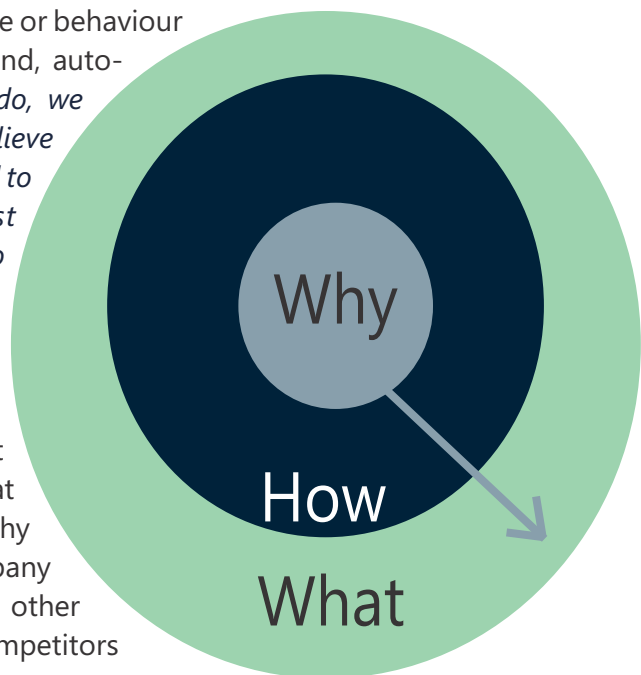 e or behaviour
nd, auto-
do, we
lieve
to
st
Why
How
t
at
hy
pany
other
mpetitors
What